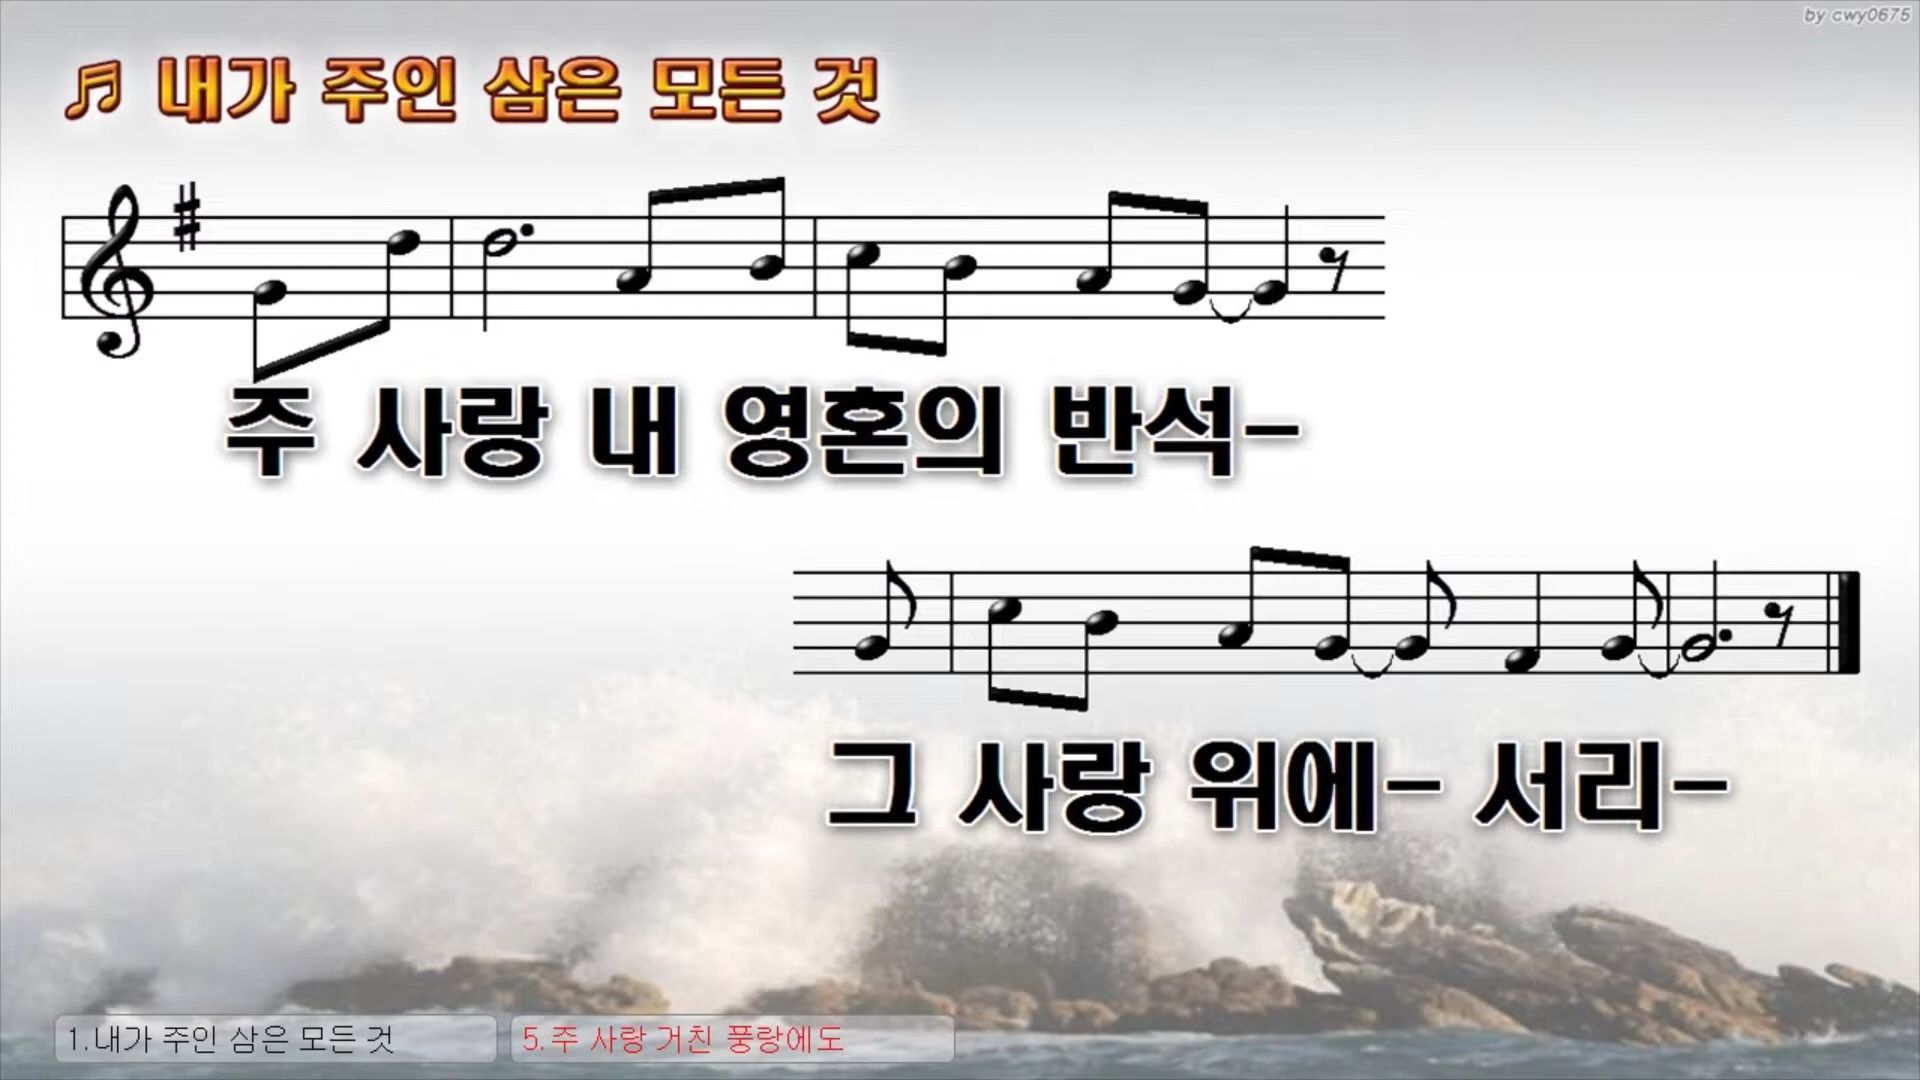 by cwy0675
♬ 내가 주인 삼은 모든 것
주 사랑 내 영혼의 반석-
그 사랑 위에- 서리-
1.내가 주인 삼은 모든 것
5.주 사랑 거친 풍랑에도